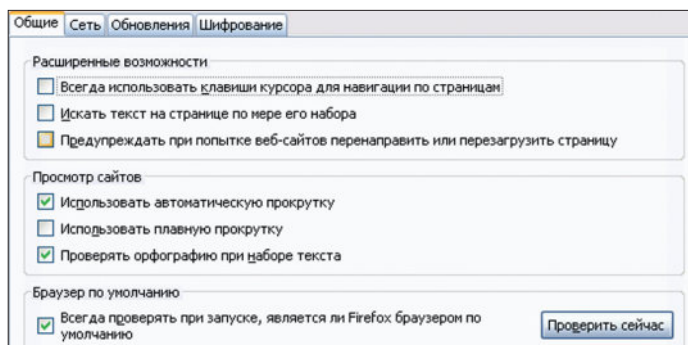 Общие Сеть Обновления Шифрование
Расширенные возможности
Всегда использовать клавиши курсора для навигации по страницам
Искать текст на странице по мере его набора
Предупреждать при попытке веб-сайтов перенаправить или перезагрузить страницу
Просмотр сайтов
Использовать автоматическую прокрутку
Использовать плавную прокрутку
Проверять орфографию при наборе текста
Браузер по умолчанию
Всегда проверять при запуске, является ли Firefox браузером по
умолчанию
Проверить сейчас